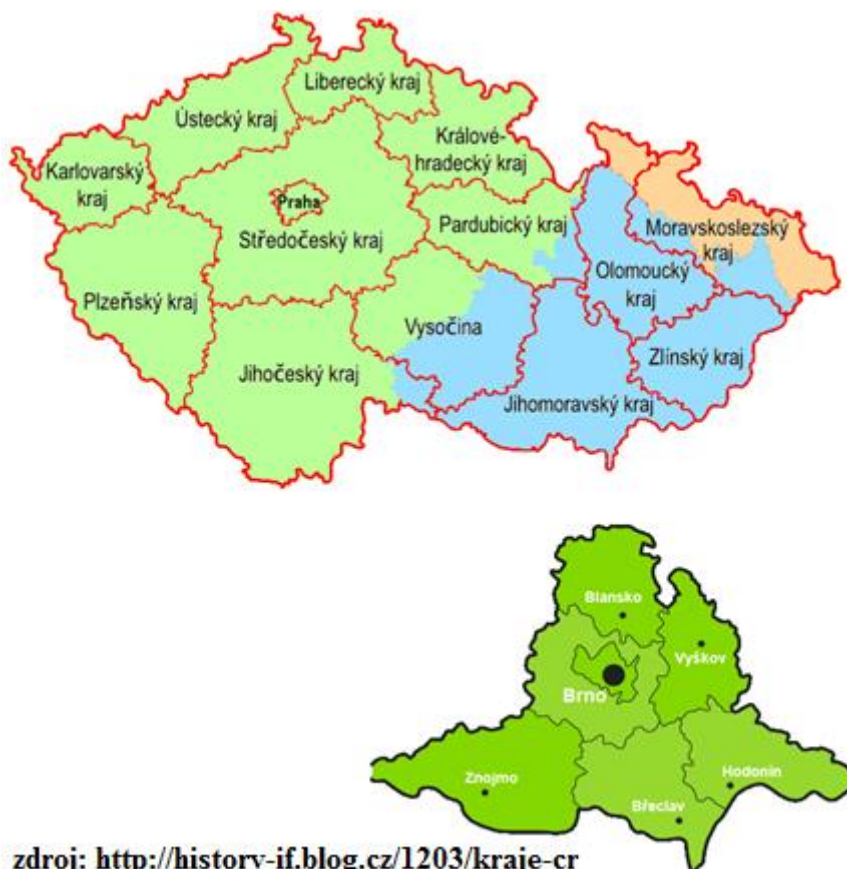 Liberecký kraj
Ústecký kraj
Králové-
hradecký kraj
Karlovarský
kraj
Praha
Pardubický kraj
Moravskoslezský
kraj
Středočeský kraj
Olomoucký
kraj
Plzeňský kraj
Vysočina
Zlínský kraj
Jihočeský kraj
Jihomoravský kraj
Blansko
Vyškov
Brno
Znojmo
Hodonín
Břeclav
zdroj: http://history-if.blog.cz/1203/kraje-cr